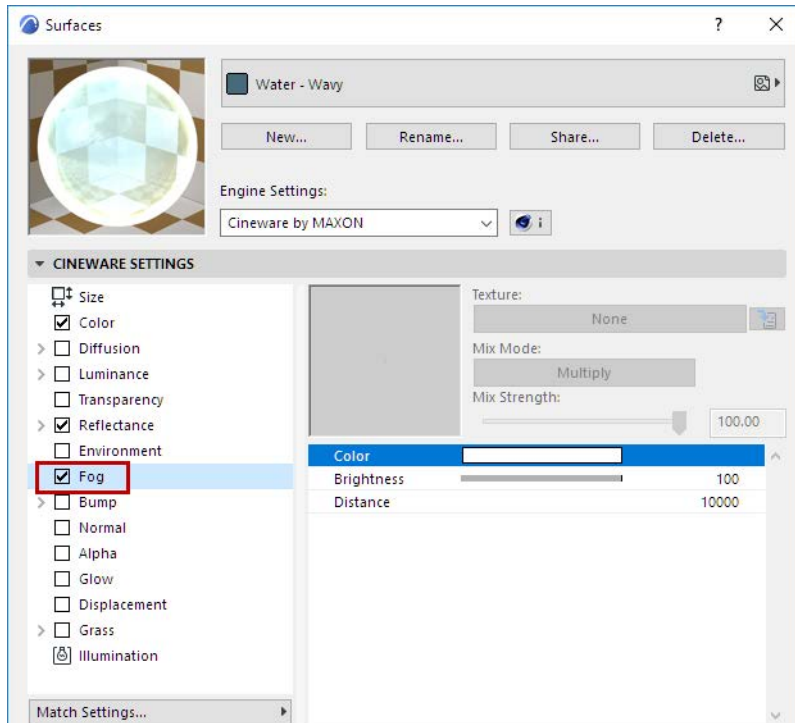 Surfaces
? 
Water - Wavy
New... Rename... Share... Delete...
Engine Settings:
Cineware by MAXON
i
CINEWARE SETTINGS
Size
Color
Diffusion
Luminance
Transparency
Reflectance
Environment
Fog
Bump
Normal
Alpha
Glow
Displacement
Grass
Illumination
Match Settings...
Texture:
None
Mix Mode:
Multiply
Mix Strength:
100.00
Color
Brightness 100
Distance 10000